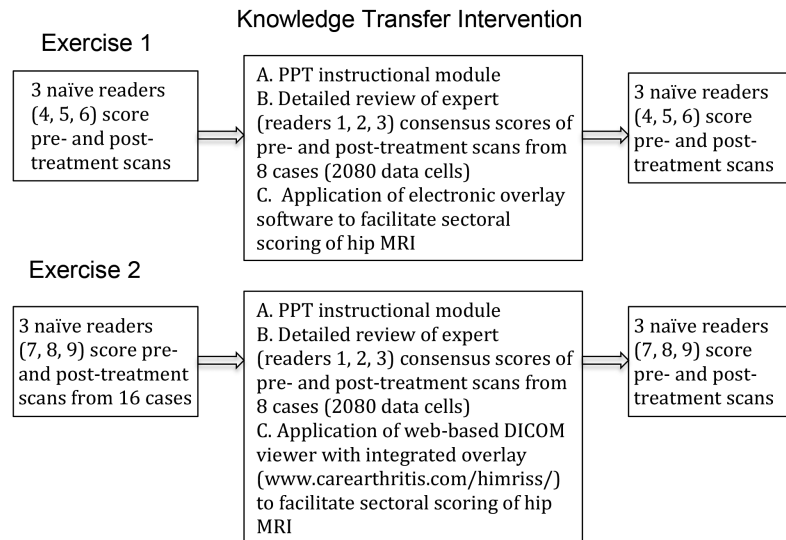 Knowledge Transfer Intervention
Exercise 1
3 naïve readers
(4, 5, 6) score
pre- and post-
treatment scans
A. PPT instructional module
B. Detailed review of expert
(readers 1, 2, 3) consensus scores of
pre- and post-treatment scans from
8 cases (2080 data cells)
C.  Application of electronic overlay
software to facilitate sectoral
scoring of hip MRI
3 naïve readers
(4, 5, 6) score
pre- and post-
treatment scans
Exercise 2
3 naïve readers
(7, 8, 9) score pre-
and post-treatment
scans from 16 cases
A. PPT instructional module
B. Detailed review of expert
(readers 1, 2, 3) consensus scores of
pre- and post-treatment scans from
8 cases (2080 data cells)
C. Application of web-based DICOM
viewer with integrated overlay
(www.carearthritis.com/himriss/)
to facilitate sectoral scoring of hip
MRI
3 naïve readers
(7, 8, 9) score
pre- and post-
treatment scans